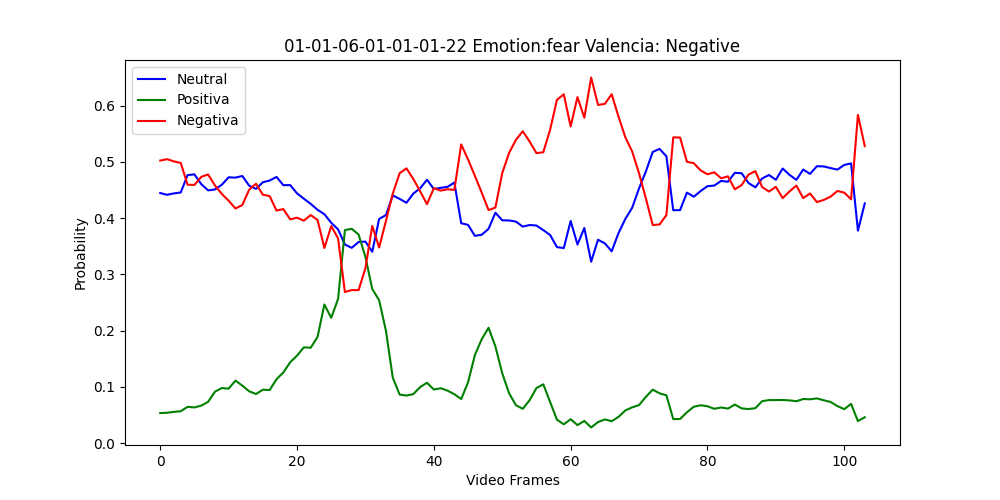 01-01-06-01-01-01-22 Emotion:fear Valencia: Negative
Neutral
Positiva
Negativa
Probability
0.6
0.5
0.4
0.3
0.2
0.1
0.0
0 20 40 60 80 100
Video Frames